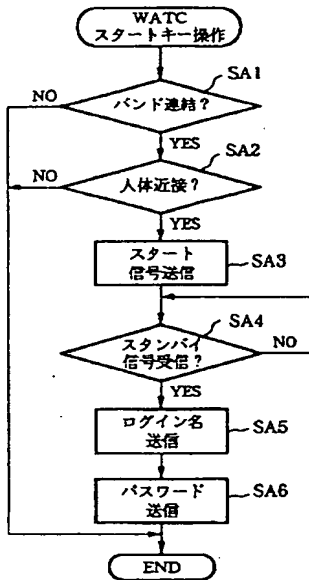 WATC
スタートキー操作
SA1
NO
バンド連結?
YES
SA2
NO
人体近接?
YES
スタート
信号送信
SA3
SA4
スタンバイ
信号受信?
NO
YES
ログイン名
送信
SA5
パスワード
送信
SA6
END